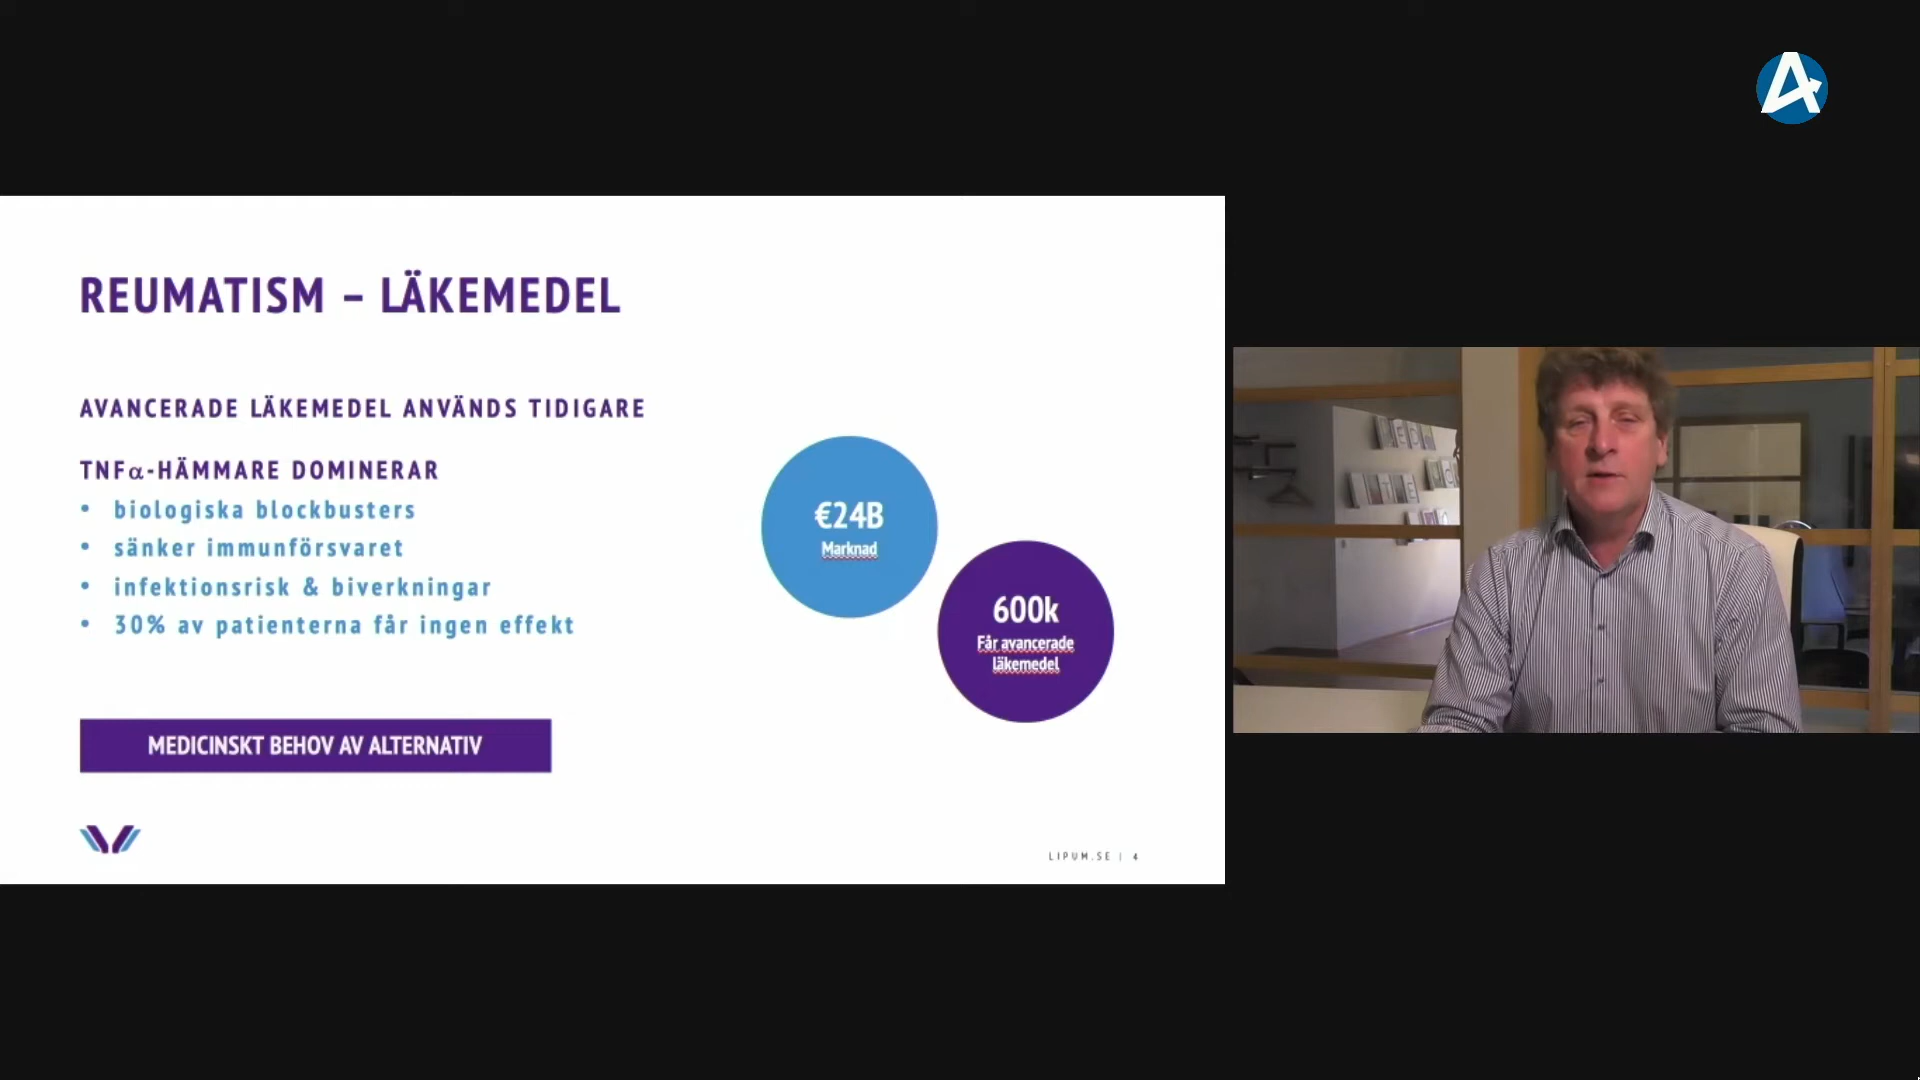 REUMATISM – LÄKEMEDEL
AVANCERADE LÄKEMEDEL ANVÄNDS TIDIGARE
TNFα-HÄMMARE DOMINERAR
• biologiska blockbusters
• sänker immunförsvaret
• infektionsrisk & biverkningar
• 30% av patienterna får ingen effekt
€24B
Marknad
600k
Får avancerade
läkemedel
MEDICINSKT BEHOV AV ALTERNATIV
LIPUM.SE | 4